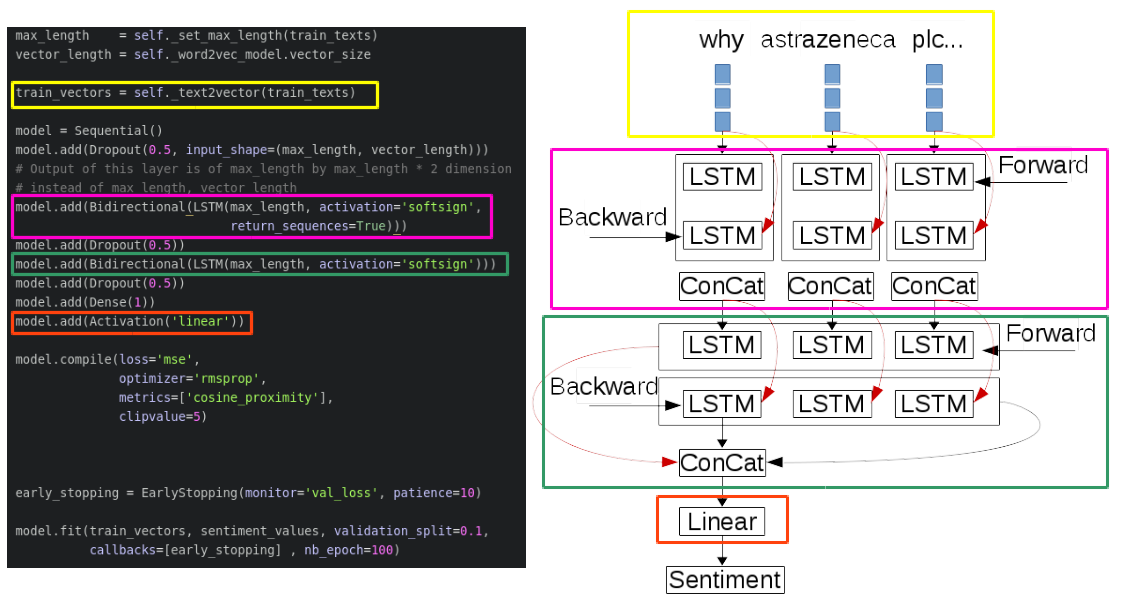 max_length    = self._set_max_length(train_texts)
vector_length = self._word2vec_model.vector_size
train_vectors = self._text2vector(train_texts)
model = Sequential()
model.add(Dropout(0.5, input_shape=(max_length, vector_length)))
# Output of this layer is of max_length by max_length * 2 dimension
# instead of max_length, vector_length
model.add(Bidirectional(LSTM(max_length, activation='softsign',
return_sequences=True)))
model.add(Dropout(0.5))
model.add(Bidirectional(LSTM(max_length, activation='softsign')))
model.add(Dropout(0.5))
model.add(Dense(1))
model.add(Activation('linear'))
model.compile(loss='mse',
optimizer='rmsprop',
metrics=['cosine_proximity'],
clipvalue=5)
early_stopping = EarlyStopping(monitor='val_loss', patience=10)
model.fit(train_vectors, sentiment_values, validation_split=0.1,
callbacks=[early_stopping] , nb_epoch=100)
why astrazeneca plc...
LSTM LSTM LSTM Forward
Backward LSTM LSTM LSTM
ConCat ConCat ConCat
LSTM LSTM LSTM Forward
Backward LSTM LSTM LSTM
ConCat
Linear
Sentiment